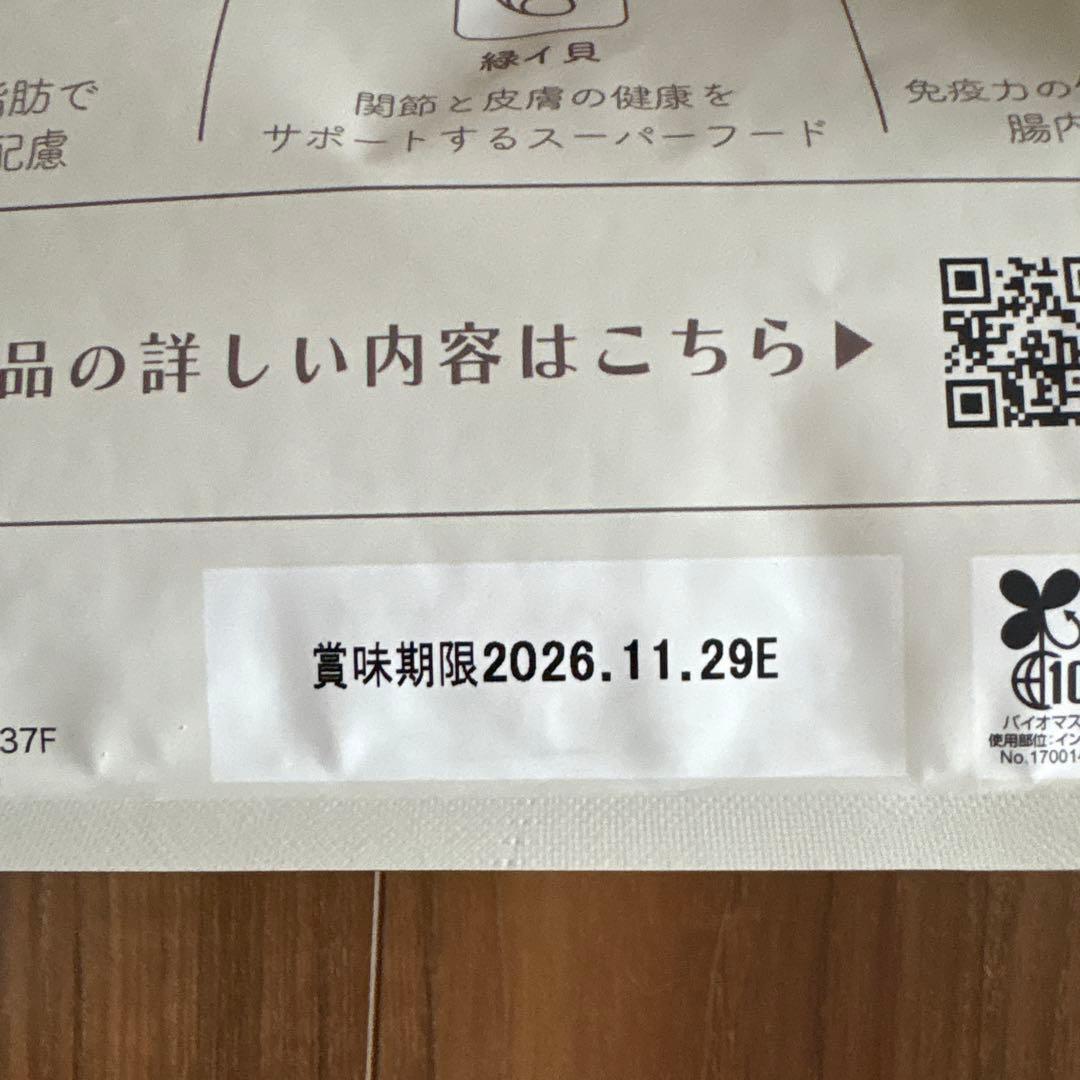 緑イ貝
脂肪で
配慮
関節と皮膚の健康を
サポートするスーパーフード
免疫力の
腸内
品の詳しい内容はこちら▶
賞味期限2026.11.29E
37F
10
バイオマス
使用部位:イン
No.17001